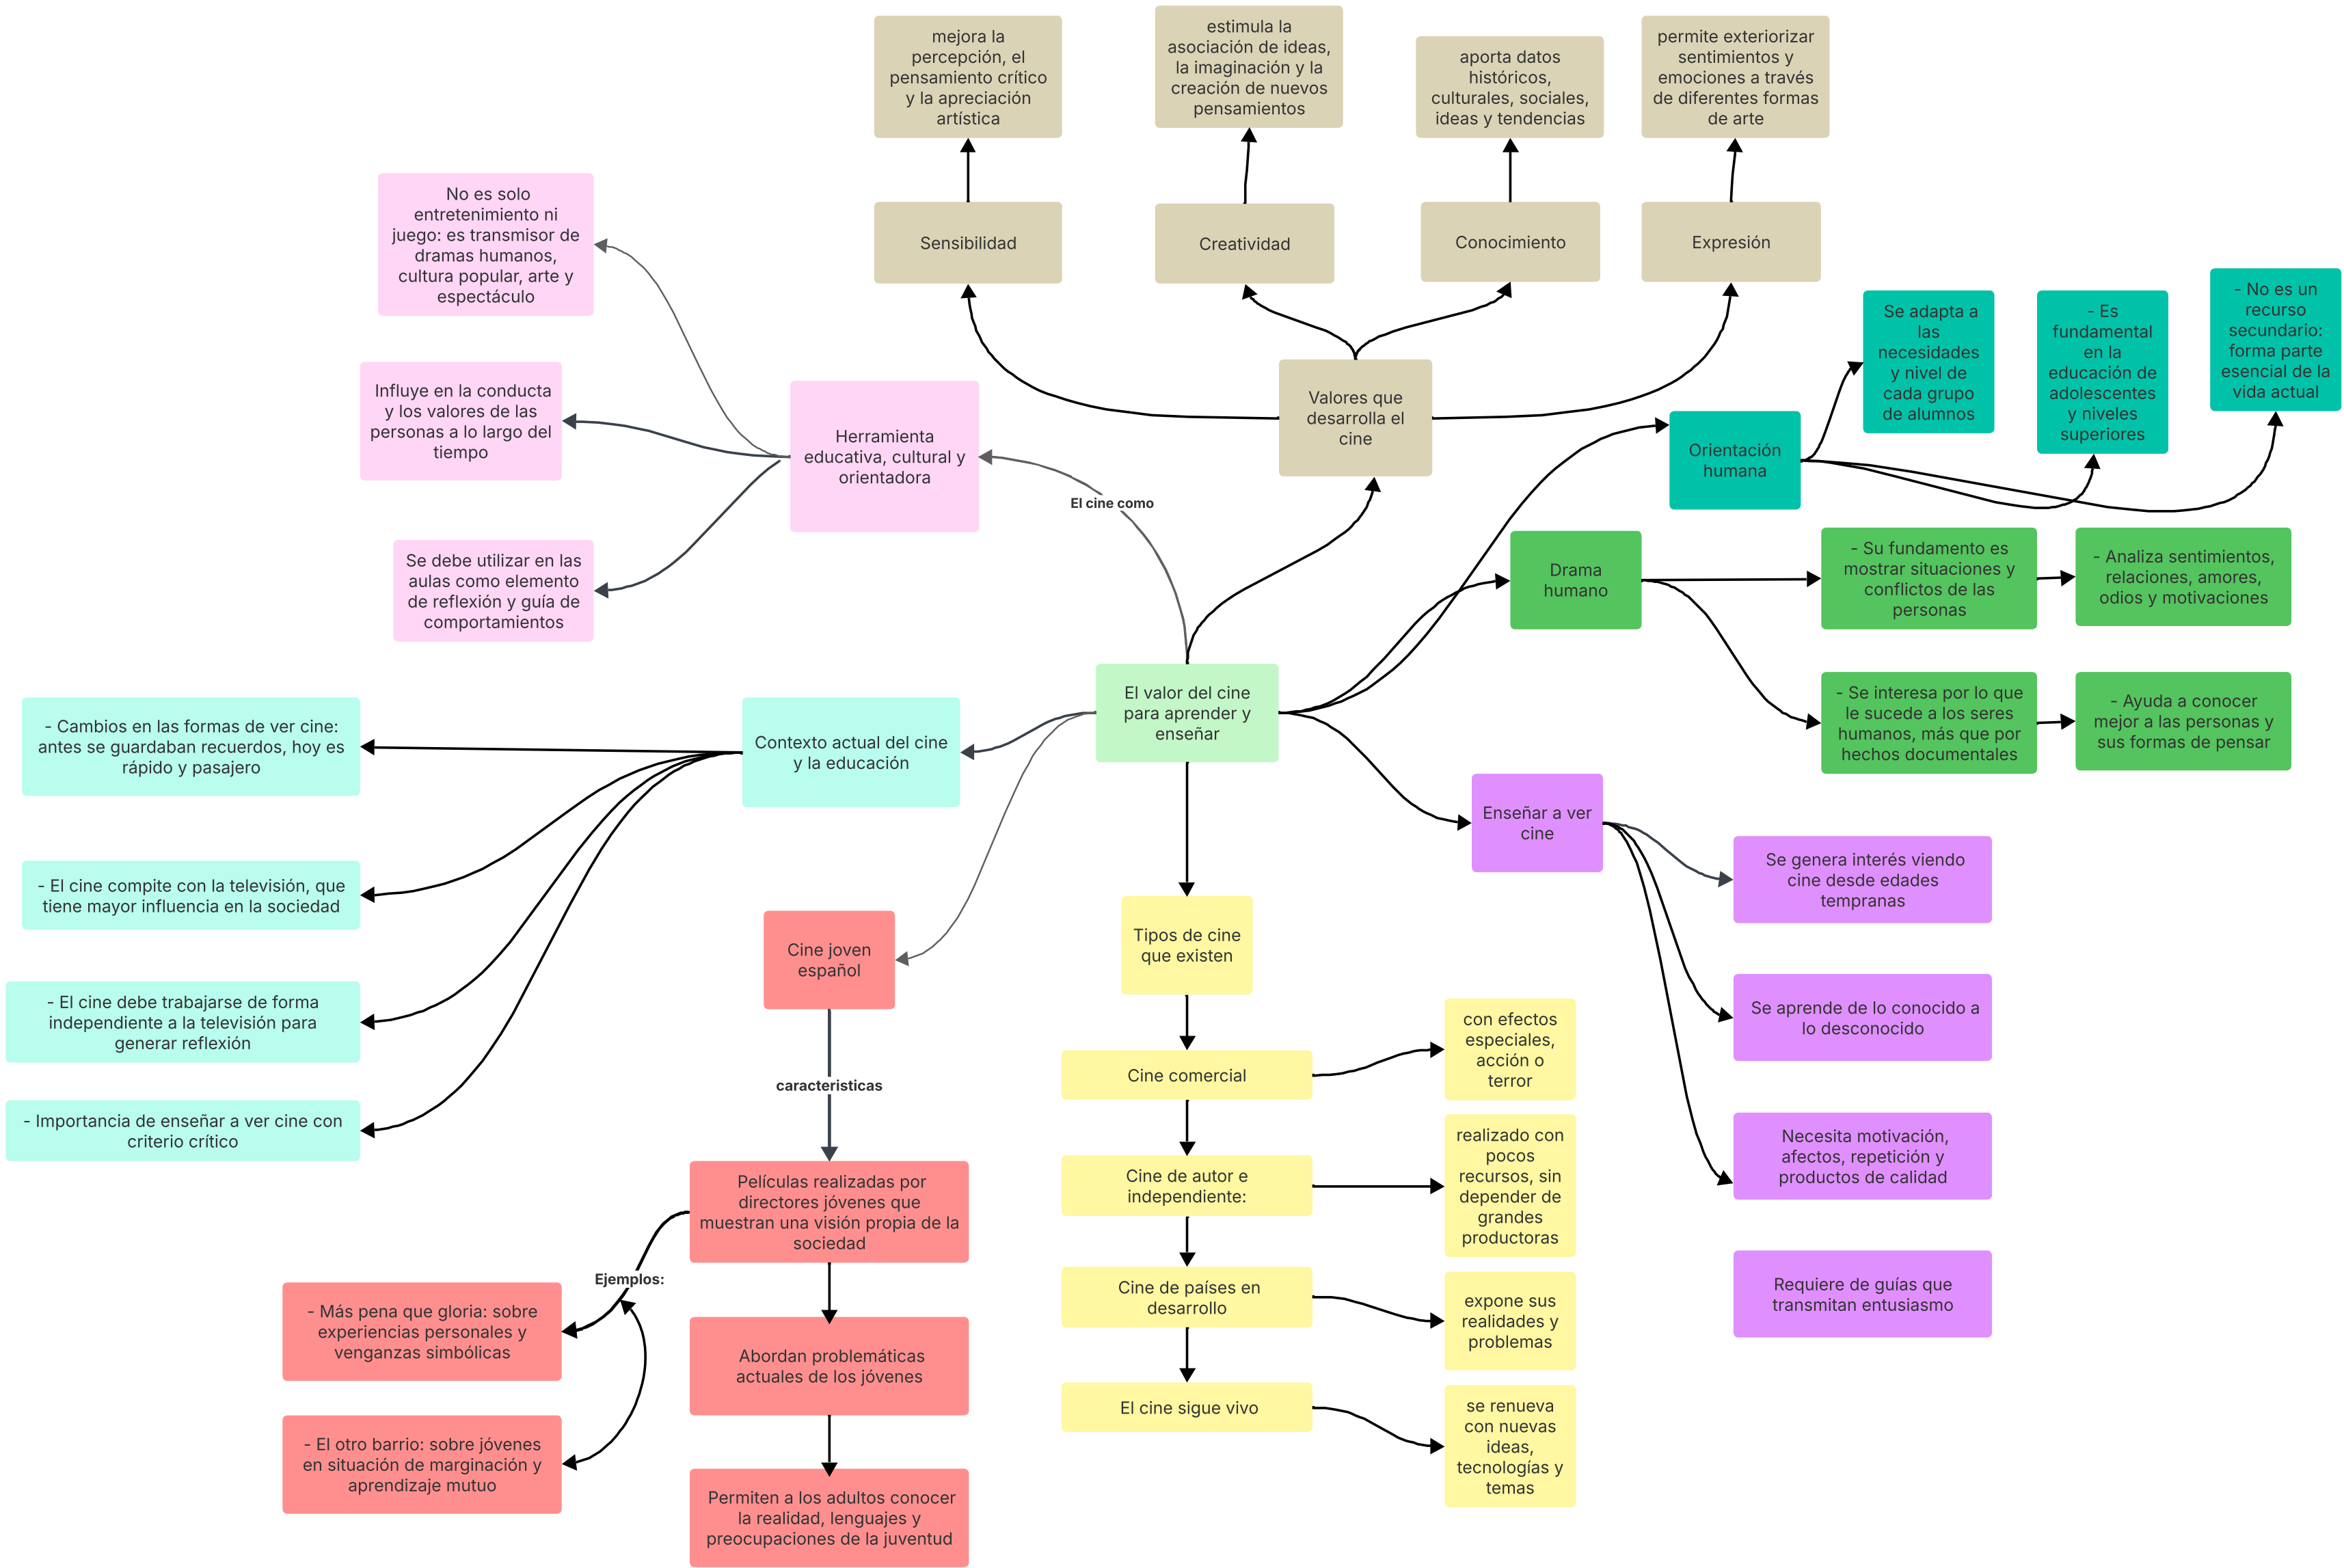 mejora la
percepción, el
pensamiento crítico
y la apreciación
artística
estimula la
asociación de ideas,
la imaginación y la
creación de nuevos
pensamientos
aporta datos
históricos,
culturales, sociales,
ideas y tendencias
permite exteriorizar
sentimientos y
emociones a través
de diferentes formas
de arte
Sensibilidad
Creatividad
Conocimiento
Expresión
Valores que
desarrolla el
cine
No es solo
entretenimiento ni
juego: es transmisor de
dramas humanos,
cultura popular, arte y
espectáculo
Influye en la conducta
y los valores de las
personas a lo largo del
tiempo
Se debe utilizar en las
aulas como elemento
de reflexión y guía de
comportamientos
Herramienta
educativa, cultural y
orientadora
El cine como
Orientación
humana
Se adapta a
las
necesidades
y nivel de
cada grupo
de alumnos
- Es
fundamental
en la
educación de
adolescentes
y niveles
superiores
- No es un
recurso
secundario:
forma parte
esencial de la
vida actual
Drama
humano
- Su fundamento es
mostrar situaciones y
conflictos de las
personas
- Analiza sentimientos,
relaciones, amores,
odios y motivaciones
- Se interesa por lo que
le sucede a los seres
humanos, más que por
hechos documentales
- Ayuda a conocer
mejor a las personas y
sus formas de pensar
El valor del cine
para aprender y
enseñar
Contexto actual del cine
y la educación
- Cambios en las formas de ver cine:
antes se guardaban recuerdos, hoy es
rápido y pasajero
- El cine compite con la televisión, que
tiene mayor influencia en la sociedad
- El cine debe trabajarse de forma
independiente a la televisión para
generar reflexión
- Importancia de enseñar a ver cine con
criterio crítico
Enseñar a ver
cine
Se genera interés viendo
cine desde edades
tempranas
Se aprende de lo conocido a
lo desconocido
Necesita motivación,
afectos, repetición y
productos de calidad
Requiere de guías que
transmitan entusiasmo
Cine joven
español
caracteristicas
Películas realizadas por
directores jóvenes que
muestran una visión propia de la
sociedad
Ejemplos:
- Más pena que gloria: sobre
experiencias personales y
venganzas simbólicas
- El otro barrio: sobre jóvenes
en situación de marginación y
aprendizaje mutuo
Abordan problemáticas
actuales de los jóvenes
Permiten a los adultos conocer
la realidad, lenguajes y
preocupaciones de la juventud
Tipos de cine
que existen
Cine comercial
con efectos
especiales,
acción o
terror
Cine de autor e
independiente:
realizado con
pocos
recursos, sin
depender de
grandes
productoras
Cine de países en
desarrollo
expone sus
realidades y
problemas
El cine sigue vivo
se renueva
con nuevas
ideas,
tecnologías y
temas